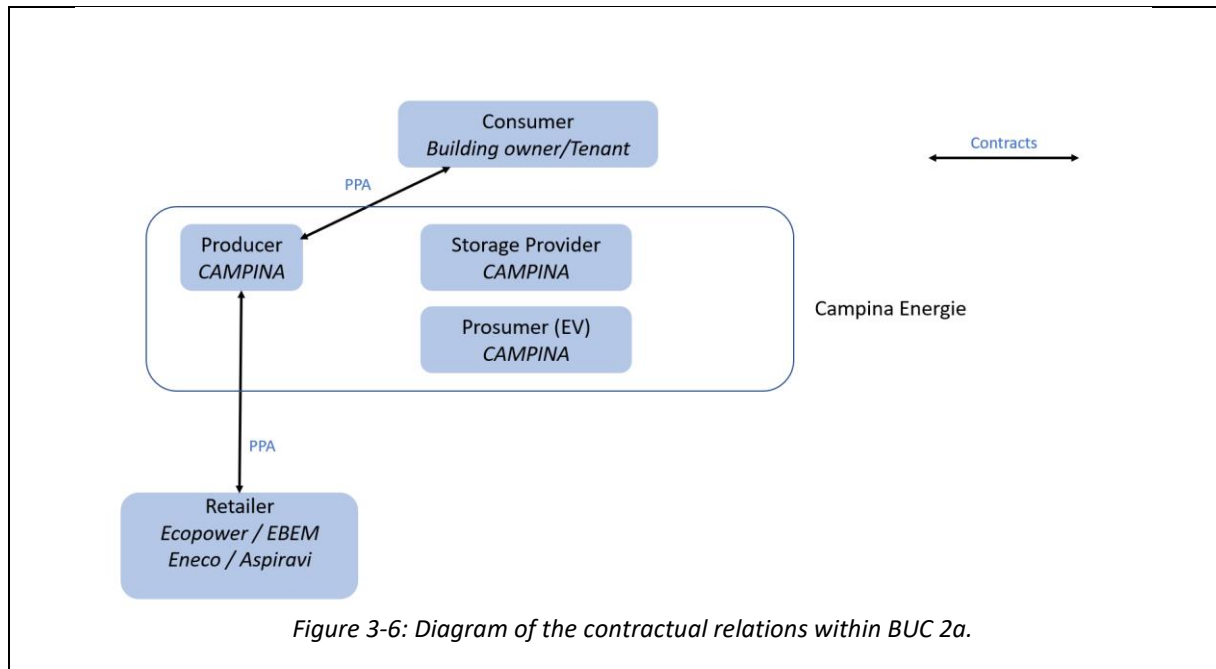 Consumer
Building owner/Tenant
Contracts
PPA
Producer
CAMPINA
Storage Provider
CAMPINA
Prosumer (EV)
CAMPINA
Campina Energie
PPA
Retailer
Ecopower / EBEM
Eneco / Aspiravi
Figure 3-6: Diagram of the contractual relations within BUC 2a.